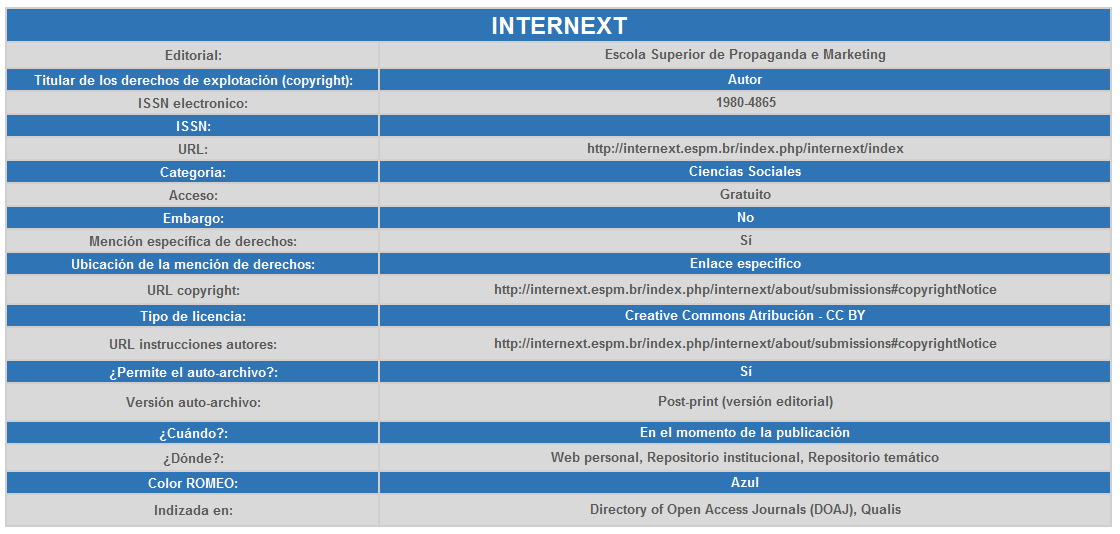 INTERNEXT
Editorial: Escola Superior de Propaganda e Marketing
Titular de los derechos de explotación (copyright): Autor
ISSN electronico: 1980-4865
ISSN:
URL: http://internext.espm.br/index.php/internext/index
Categoria: Ciencias Sociales
Acceso: Gratuito
Embargo: No
Mención específica de derechos: Sí
Ubicación de la mención de derechos: Enlace especifico
URL copyright: http://internext.espm.br/index.php/internext/about/submissions#copyrightNotice
Tipo de licencia: Creative Commons Atribución - CC BY
URL instrucciones autores: http://internext.espm.br/index.php/internext/about/submissions#copyrightNotice
¿Permite el auto-archivo?: Sí
Versión auto-archivo: Post-print (versión editorial)
¿Cuándo?: En el momento de la publicación
¿Dónde?: Web personal, Repositorio institucional, Repositorio temático
Color ROMEO: Azul
Indizada en: Directory of Open Access Journals (DOAJ), Qualis